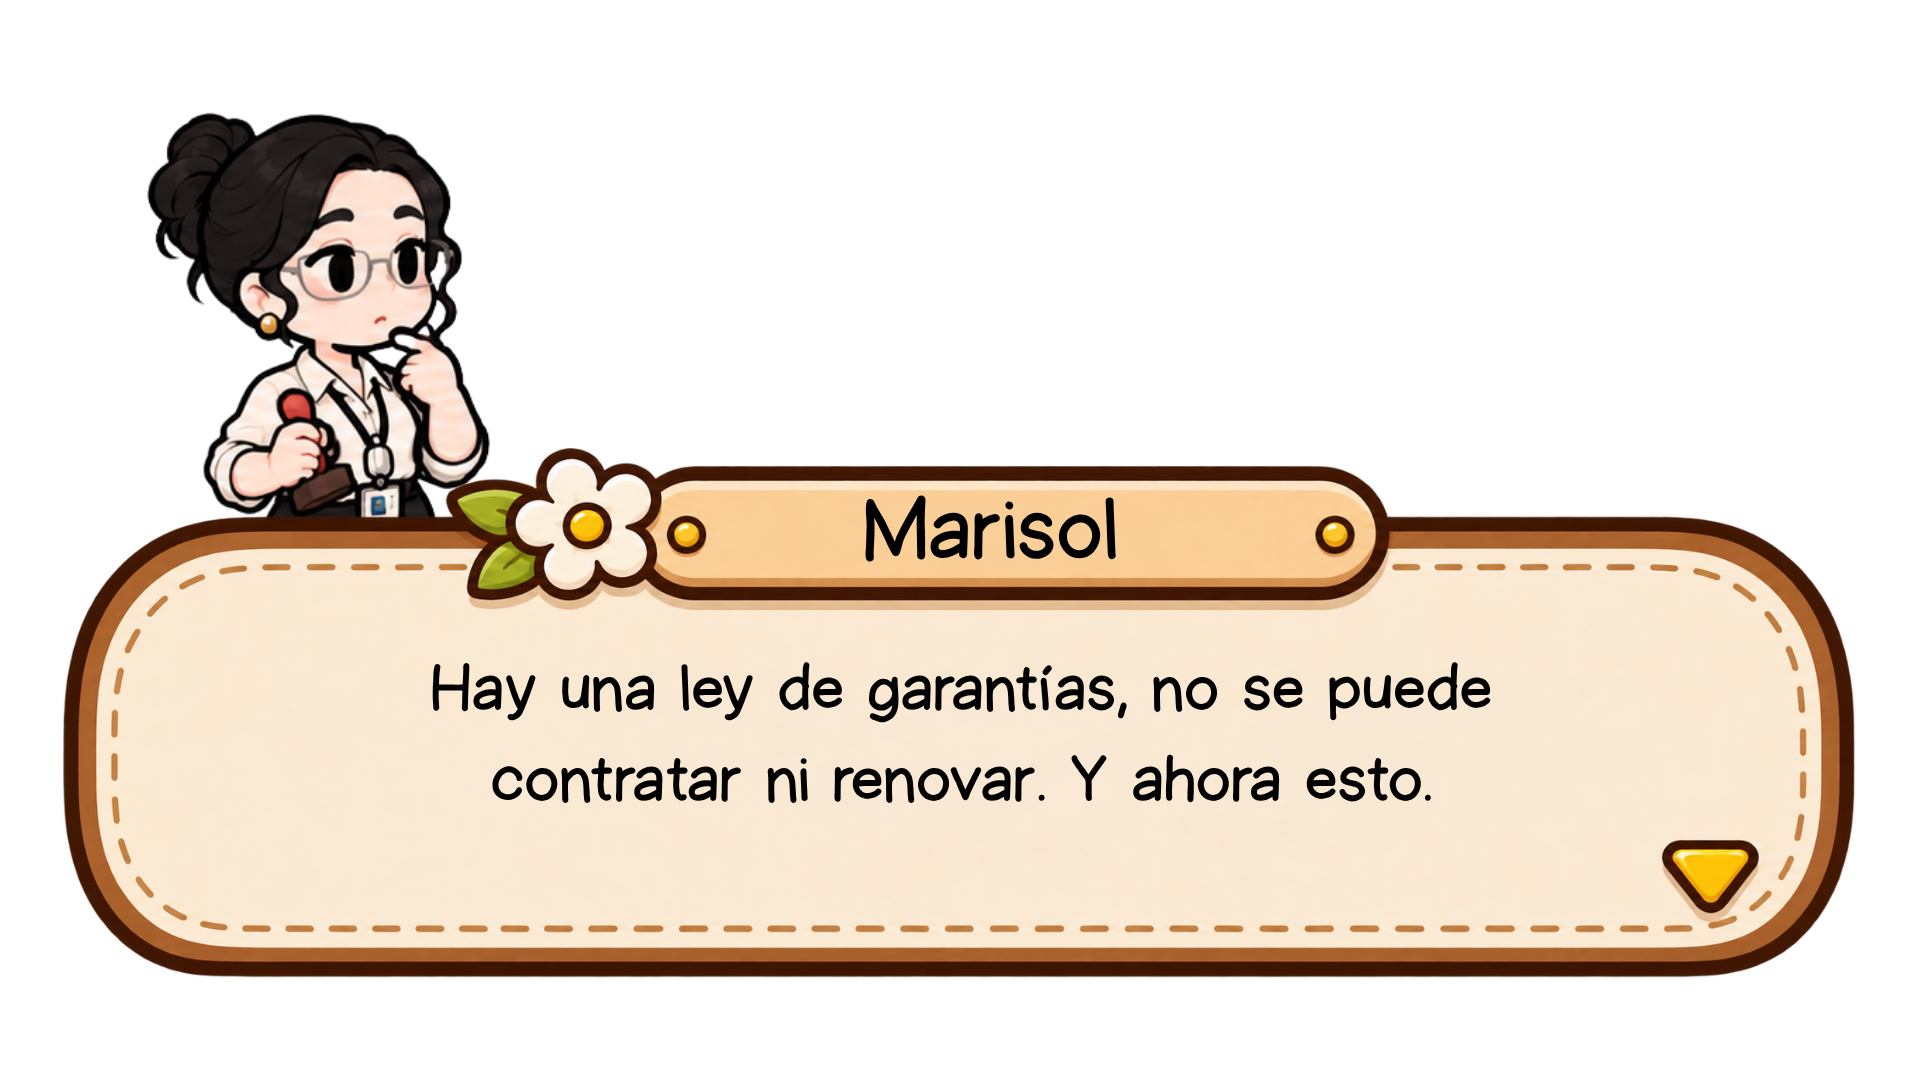 Marisol
Hay una ley de garantías, no se puede
contratar ni renovar. Y ahora esto.